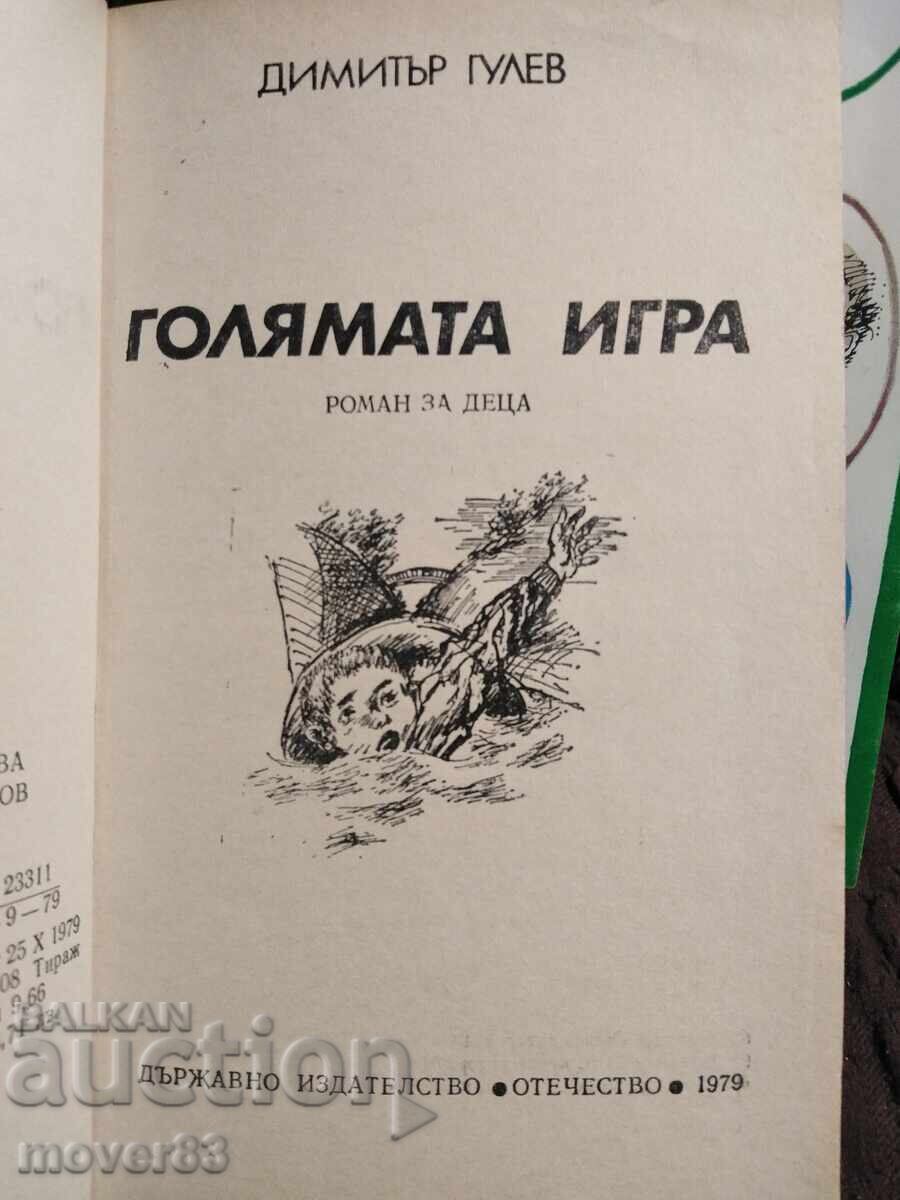 ДИМИТЪР ГУЛЕВ
ГОЛЯМАТА ИГРА
РОМАН ЗА ДЕЦА
ДЪРЖАВНО ИЗДАТЕЛСТВО • ОТЕЧЕСТВО • 1979
ВА
ОВ
23311
9—79
25 X 1979
08 Тираж
9,66
BALKAN
auction
mover83